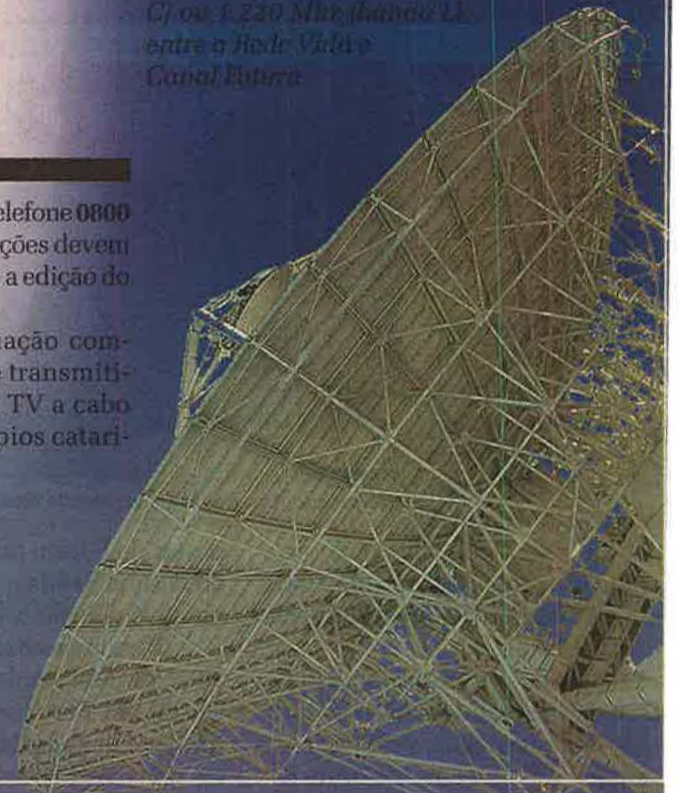 C) ou 1.220 Mhz (banda L),
entre a Rede Vida e
Canal Futura
elefone 0800
ções devem
a edição do
ação com-
transmiti-
TV a cabo
pios catari-